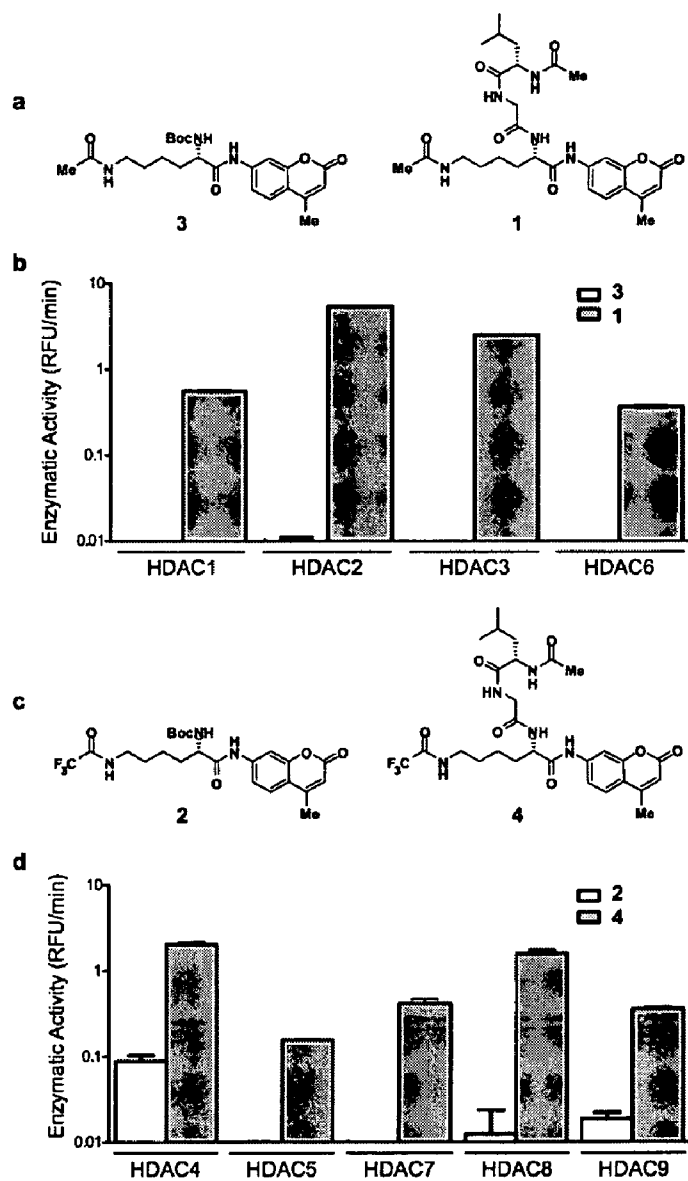 a
O
N
H
Me
O
N
H
Me
BocNH
H
N
O
O
O
Me
3
O
HN
O
NH
Me
N
H
H
N
O
O
O
O
Me
1
b
Enzymatic Activity (RFU/min)
10
1
0.1
0.01
3
1
HDAC1 HDAC2 HDAC3 HDAC6
c
O
N
H
Me
O
HN
O
NH
F3C
O
N
H
BocNH
H
N
O
O
O
Me
2
F3C
O
N
H
H
N
O
O
O
Me
4
d
Enzymatic Activity (RFU/min)
10
1
0.1
0.01
2
4
HDAC4 HDAC5 HDAC7 HDAC8 HDAC9